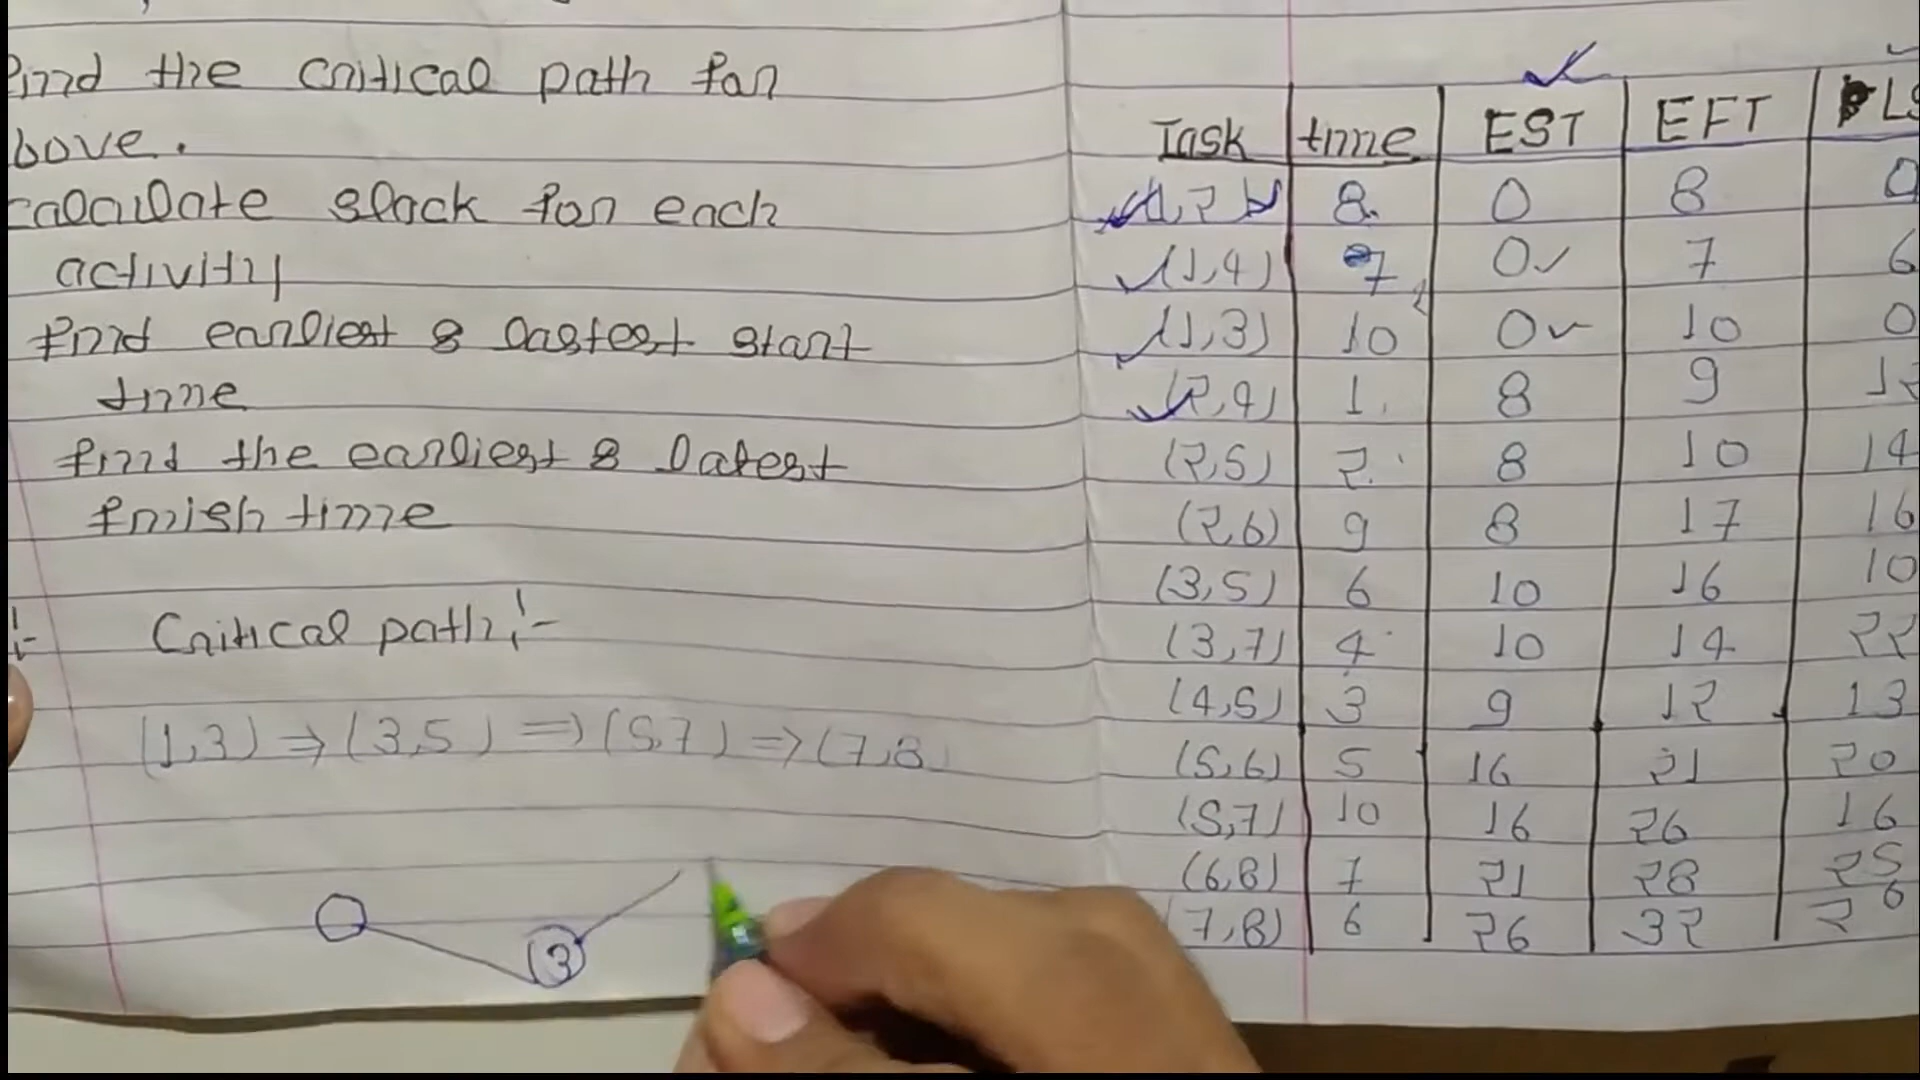 find the critical path for
bove.
calculate slack for each
activity
find earliest & lastest start
time
find the earliest & latest
finish time
Critical path:-
(1,3) ⇒ (3,5) ⇒ (5,7) ⇒ (7,8)
3
Task time EST EFT LS
(1,2) 8 0 8 0
(1,4) 7 0 7 6
(1,3) 10 0 10 0
(2,4) 1 8 9 12
(2,5) 2 8 10 14
(2,6) 9 8 17 16
(3,5) 6 10 16 10
(3,7) 4 10 14 22
(4,5) 3 9 12 13
(5,6) 5 16 21 20
(5,7) 10 16 26 16
(6,8) 7 21 28 25
(7,8) 6 26 32 26